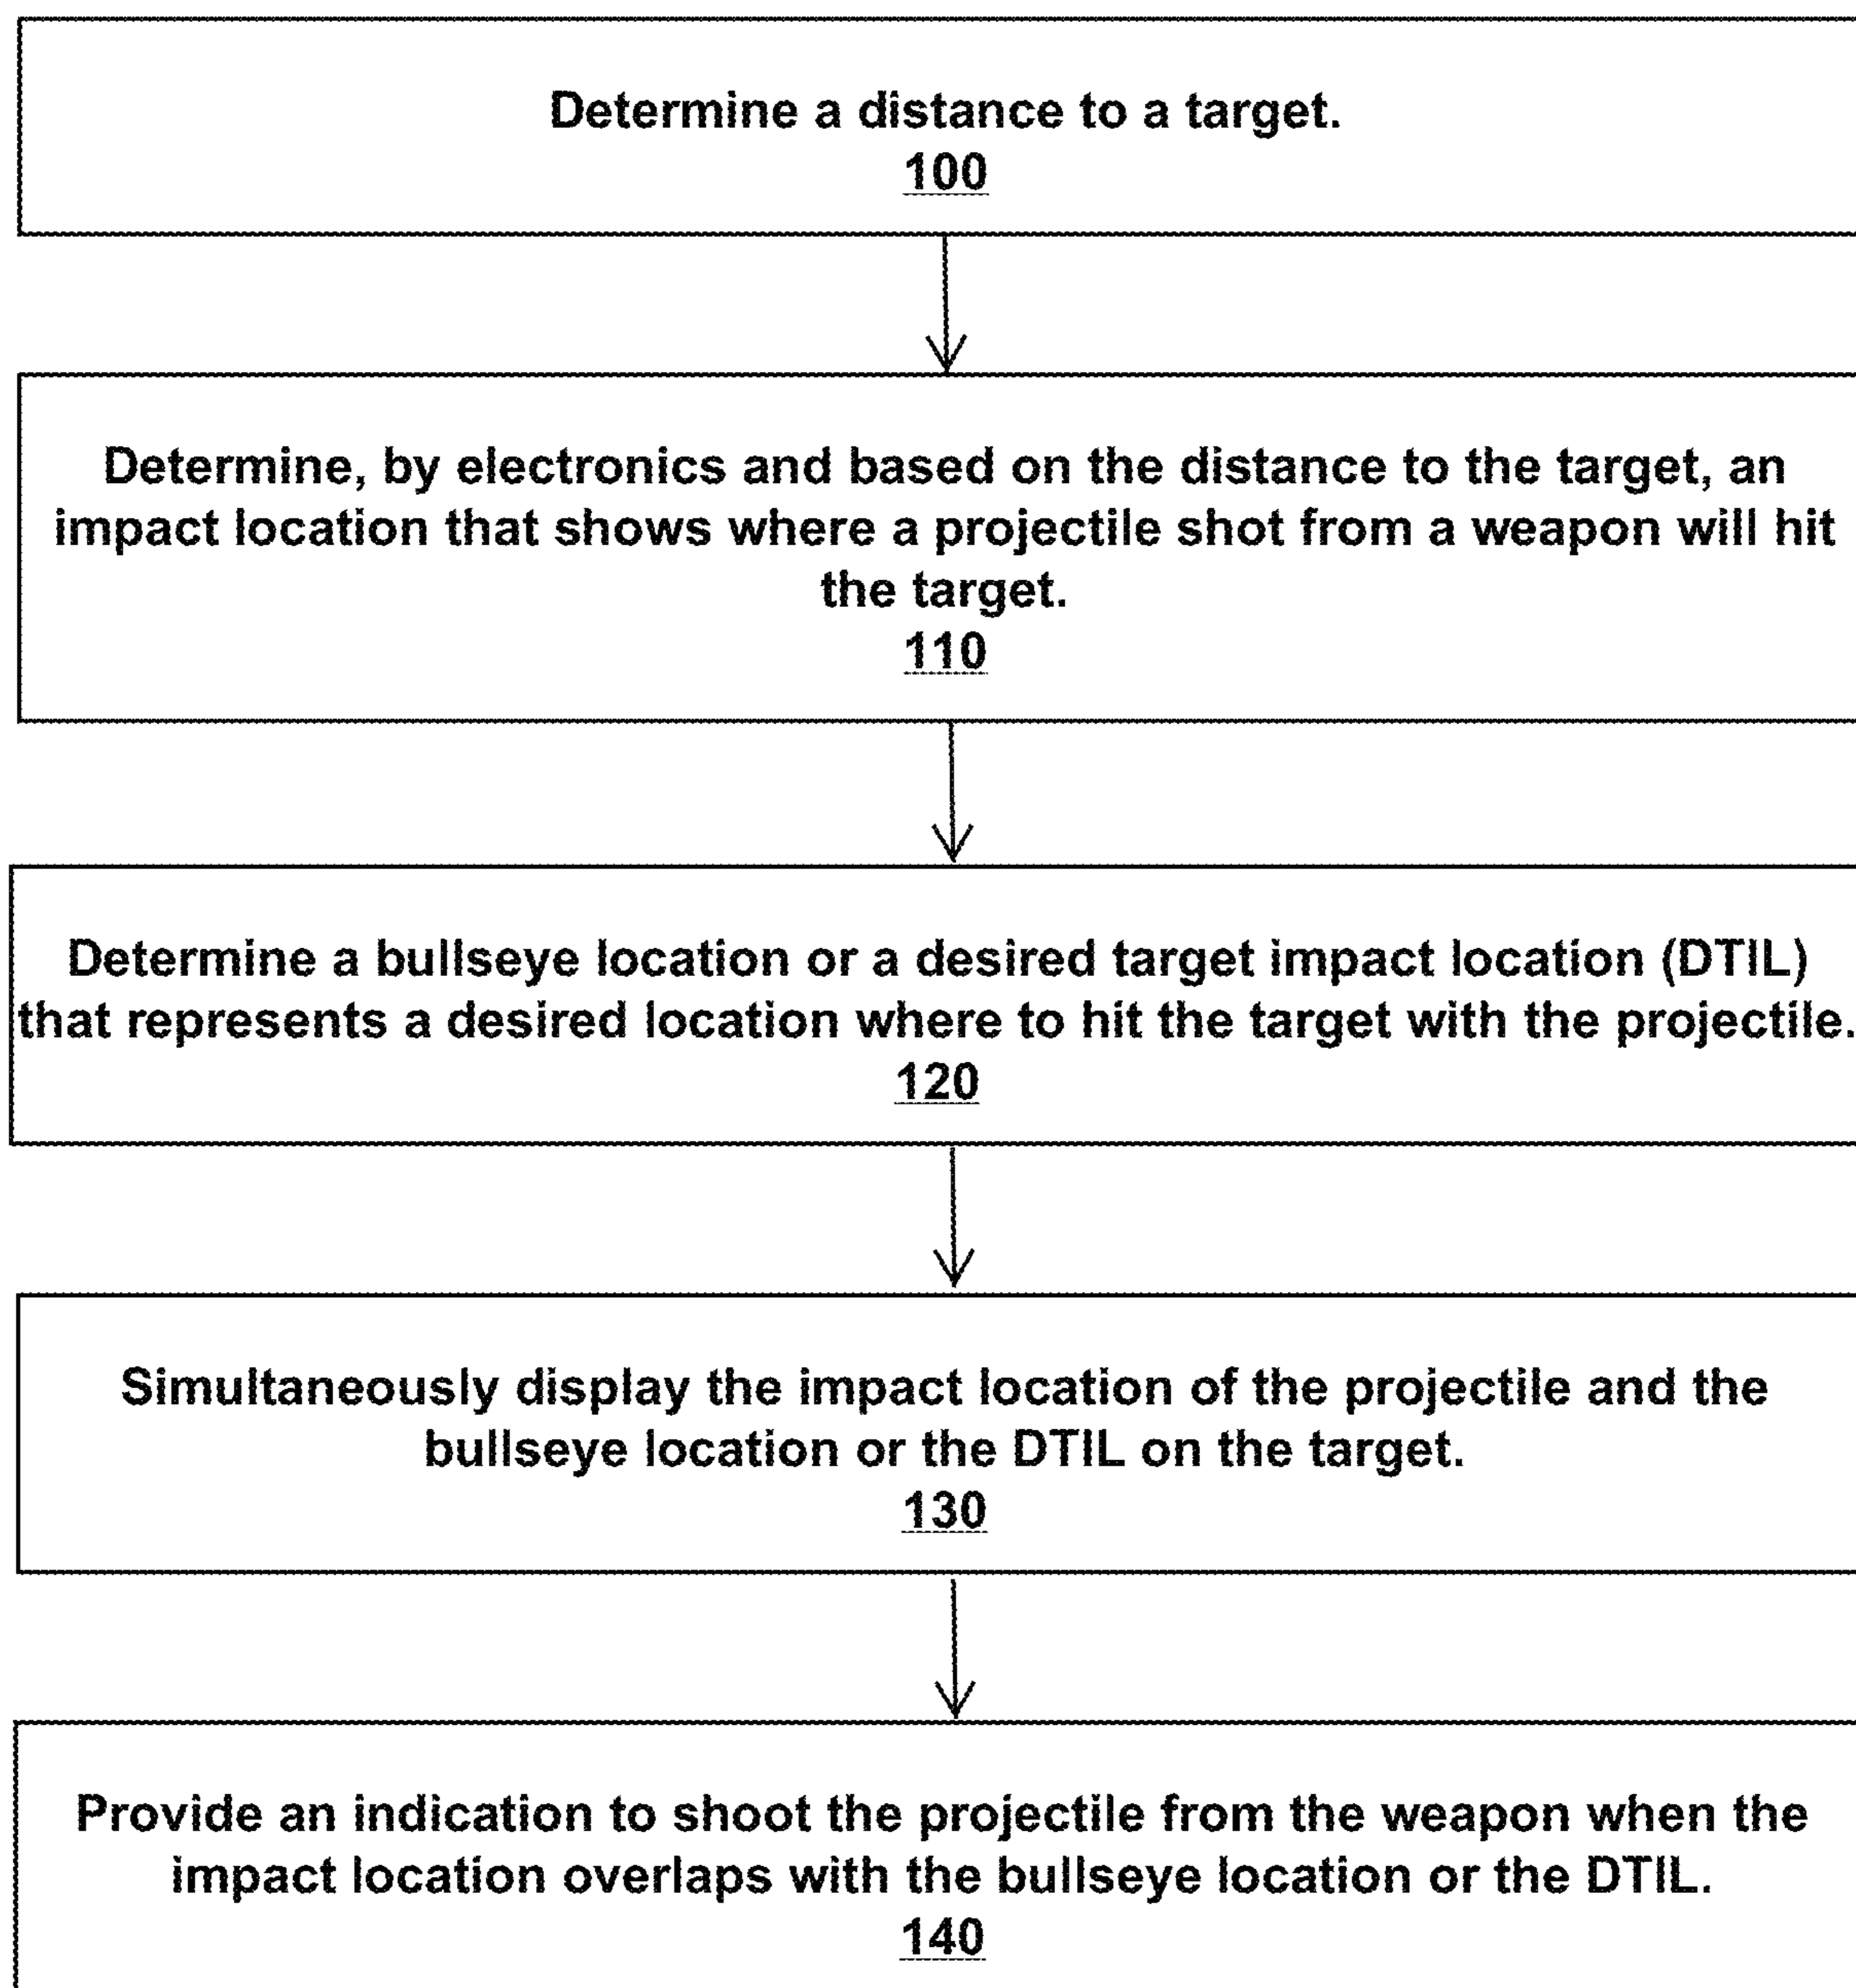 Determine a distance to a target.
100
Determine, by electronics and based on the distance to the target, an
impact location that shows where a projectile shot from a weapon will hit
the target.
110
Determine a bullseye location or a desired target impact location (DTIL)
that represents a desired location where to hit the target with the projectile.
120
Simultaneously display the impact location of the projectile and the
bullseye location or the DTIL on the target.
130
Provide an indication to shoot the projectile from the weapon when the
impact location overlaps with the bullseye location or the DTIL.
140